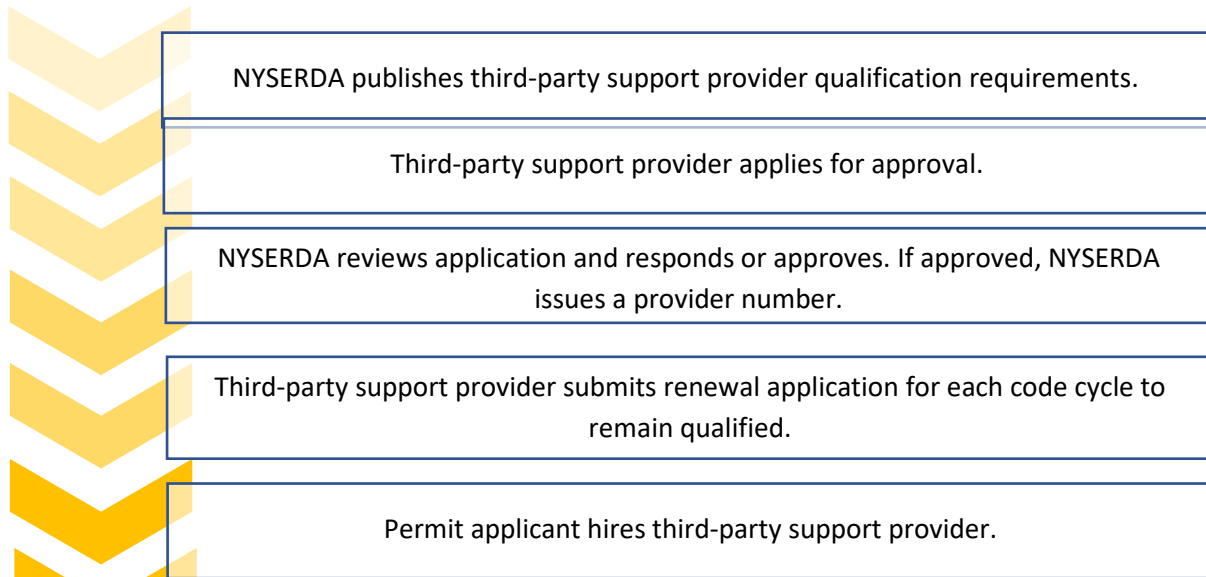 NYSERDA publishes third-party support provider qualification requirements.
Third-party support provider applies for approval.
NYSERDA reviews application and responds or approves. If approved, NYSERDA
issues a provider number.
Third-party support provider submits renewal application for each code cycle to
remain qualified.
Permit applicant hires third-party support provider.